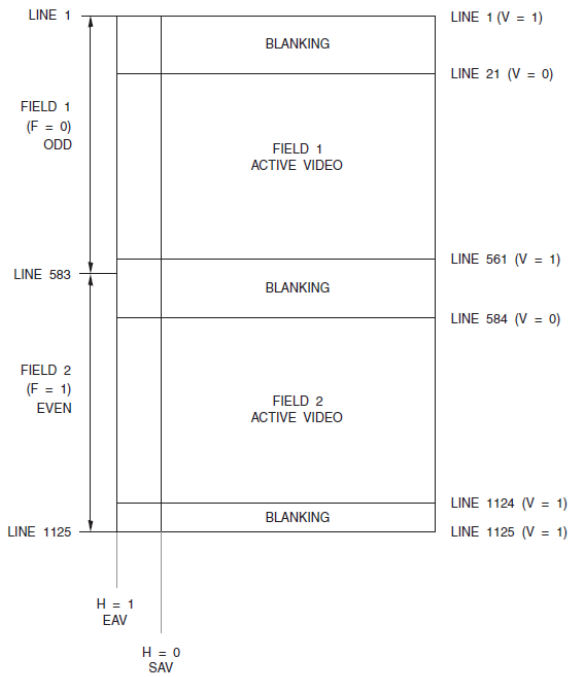 LINE 1
LINE 1 (V = 1)
BLANKING
LINE 21 (V = 0)
FIELD 1
(F = 0)
ODD
FIELD 1
ACTIVE VIDEO
LINE 561 (V = 1)
LINE 583
BLANKING
LINE 584 (V = 0)
FIELD 2
(F = 1)
EVEN
FIELD 2
ACTIVE VIDEO
LINE 1124 (V = 1)
BLANKING
LINE 1125
LINE 1125 (V = 1)
H = 1
EAV
H = 0
SAV